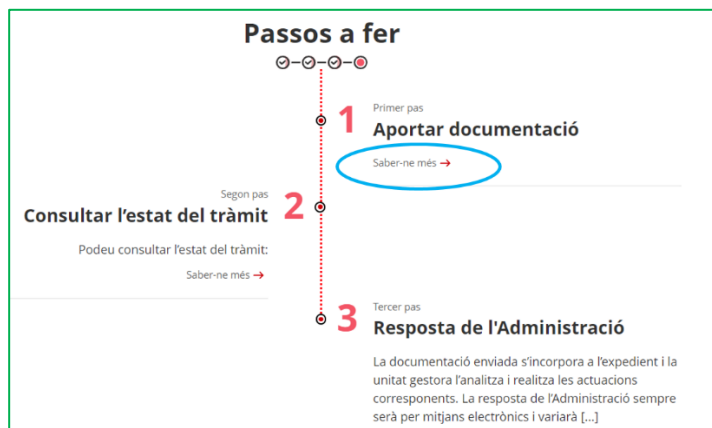 Passos a fer
1
Primer pas
Aportar documentació
Saber-ne més →
Segon pas
Consultar l'estat del tràmit
2
Podeu consultar l'estat del tràmit:
Saber-ne més →
3
Tercer pas
Resposta de l'Administració
La documentació enviada s'incorpora a l'expedient i la
unitat gestora l'analitza i realitza les actuacions
corresponents. La resposta de l'Administració sempre
serà per mitjans electrònics i variarà [...]